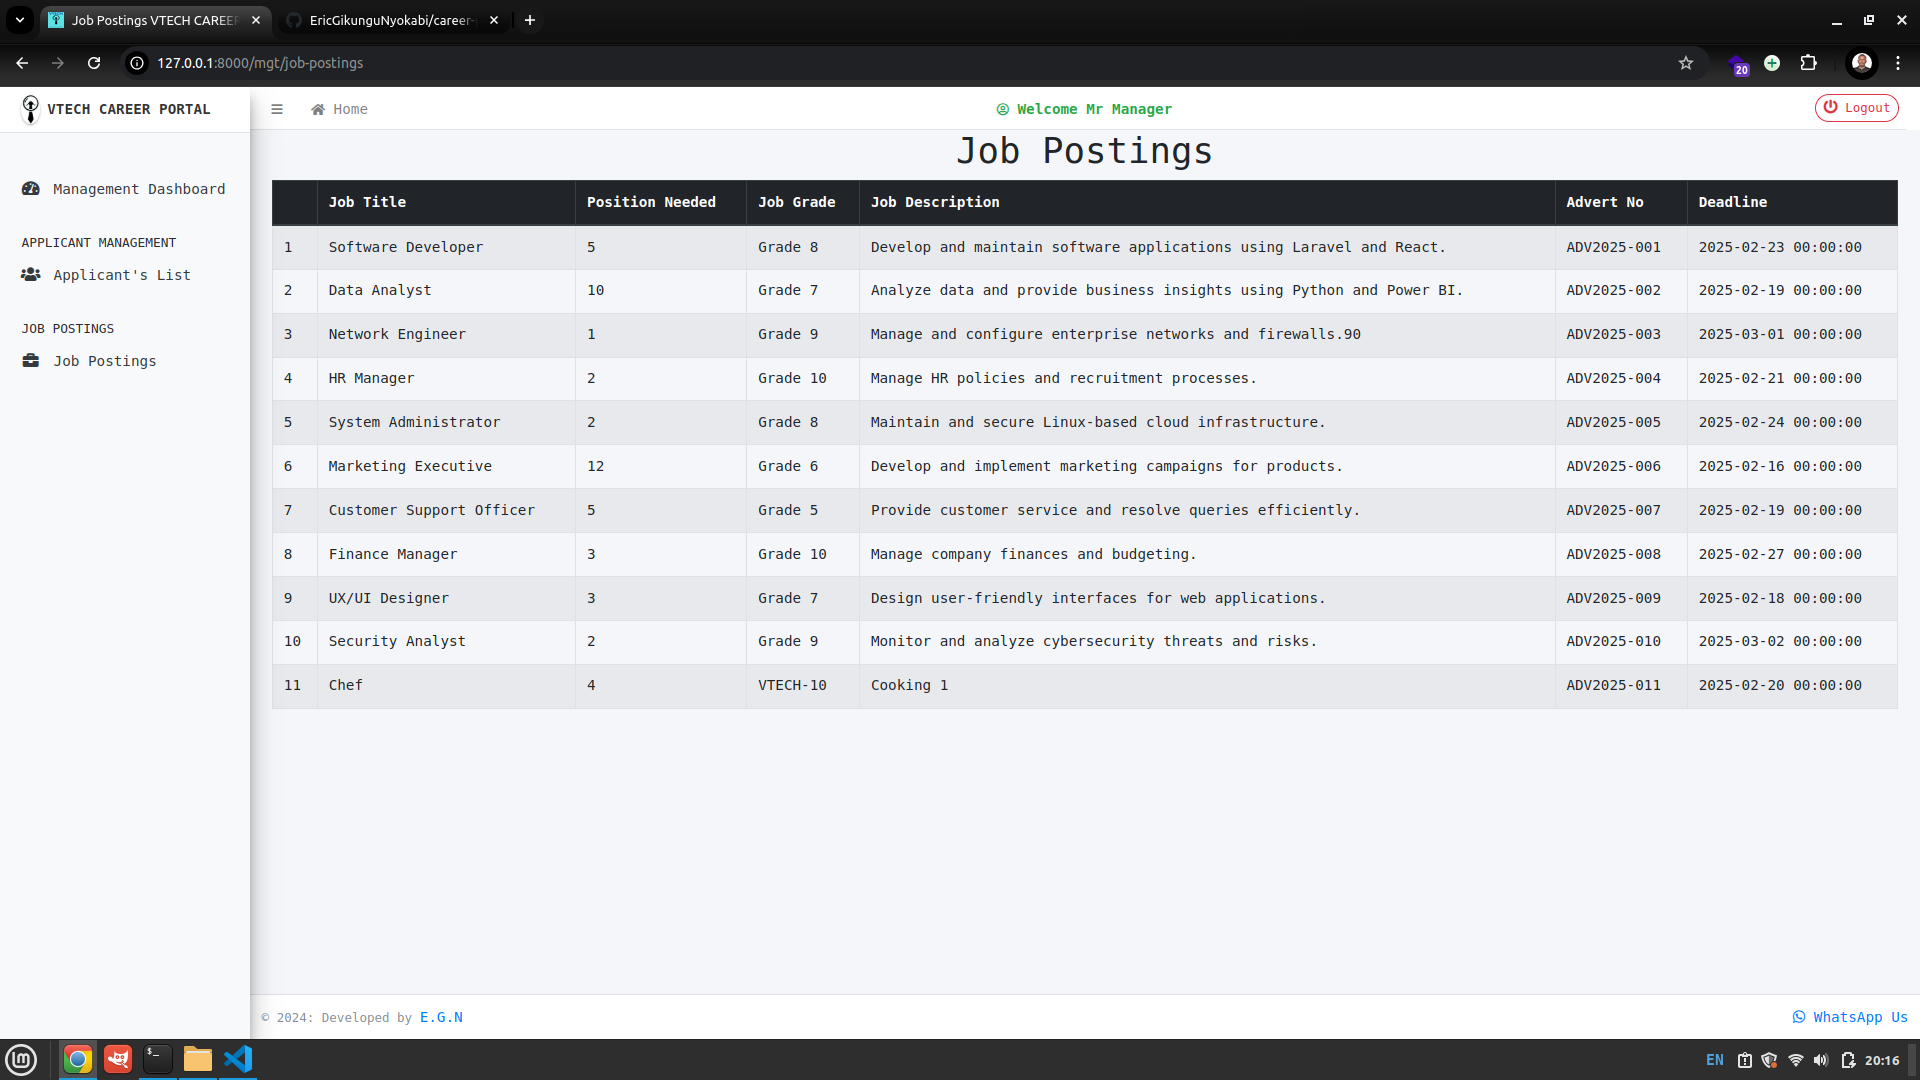 Job Postings VTECH CAREER
EricGikunguNyokabi/career-
127.0.0.1:8000/mgt/job-postings
20
VTECH CAREER PORTAL
Home
Welcome Mr Manager
Logout
Management Dashboard
APPLICANT MANAGEMENT
Applicant's List
JOB POSTINGS
Job Postings
Job Postings
Job Title Position Needed Job Grade Job Description Advert No Deadline
1 Software Developer 5 Grade 8 Develop and maintain software applications using Laravel and React. ADV2025-001 2025-02-23 00:00:00
2 Data Analyst 10 Grade 7 Analyze data and provide business insights using Python and Power BI. ADV2025-002 2025-02-19 00:00:00
3 Network Engineer 1 Grade 9 Manage and configure enterprise networks and firewalls.90 ADV2025-003 2025-03-01 00:00:00
4 HR Manager 2 Grade 10 Manage HR policies and recruitment processes. ADV2025-004 2025-02-21 00:00:00
5 System Administrator 2 Grade 8 Maintain and secure Linux-based cloud infrastructure. ADV2025-005 2025-02-24 00:00:00
6 Marketing Executive 12 Grade 6 Develop and implement marketing campaigns for products. ADV2025-006 2025-02-16 00:00:00
7 Customer Support Officer 5 Grade 5 Provide customer service and resolve queries efficiently. ADV2025-007 2025-02-19 00:00:00
8 Finance Manager 3 Grade 10 Manage company finances and budgeting. ADV2025-008 2025-02-27 00:00:00
9 UX/UI Designer 3 Grade 7 Design user-friendly interfaces for web applications. ADV2025-009 2025-02-18 00:00:00
10 Security Analyst 2 Grade 9 Monitor and analyze cybersecurity threats and risks. ADV2025-010 2025-03-02 00:00:00
11 Chef 4 VTECH-10 Cooking 1 ADV2025-011 2025-02-20 00:00:00
© 2024: Developed by E.G.N
WhatsApp Us
EN
20:16